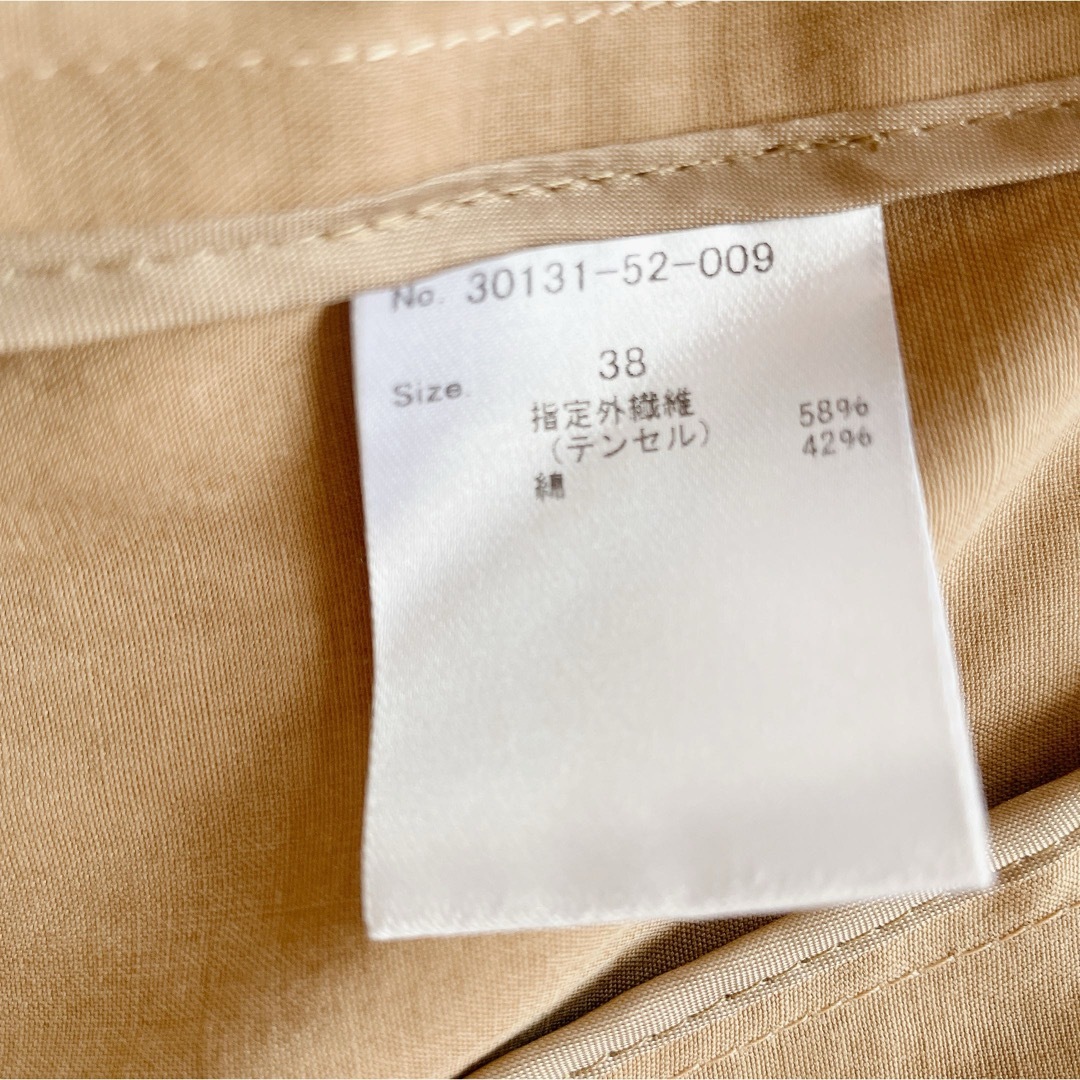 No. 30131-52-009
Size. 38
指定外繊維 58%
(テンセル) 42%
綿